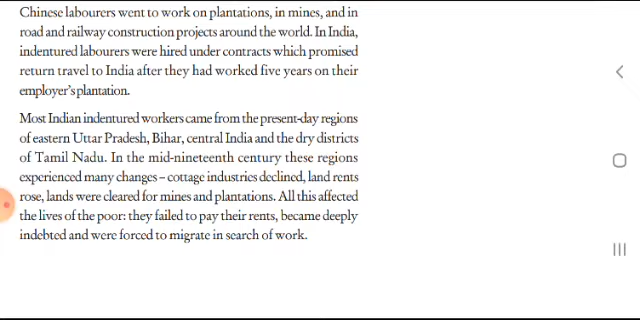 Chinese labourers went to work on plantations, in mines, and in
road and railway construction projects around the world. In India,
indentured labourers were hired under contracts which promised
return travel to India after they had worked five years on their
employer's plantation.
Most Indian indentured workers came from the present-day regions
of eastern Uttar Pradesh, Bihar, central India and the dry districts
of Tamil Nadu. In the mid-nineteenth century these regions
experienced many changes – cottage industries declined, land rents
rose, lands were cleared for mines and plantations. All this affected
the lives of the poor: they failed to pay their rents, became deeply
indebted and were forced to migrate in search of work.